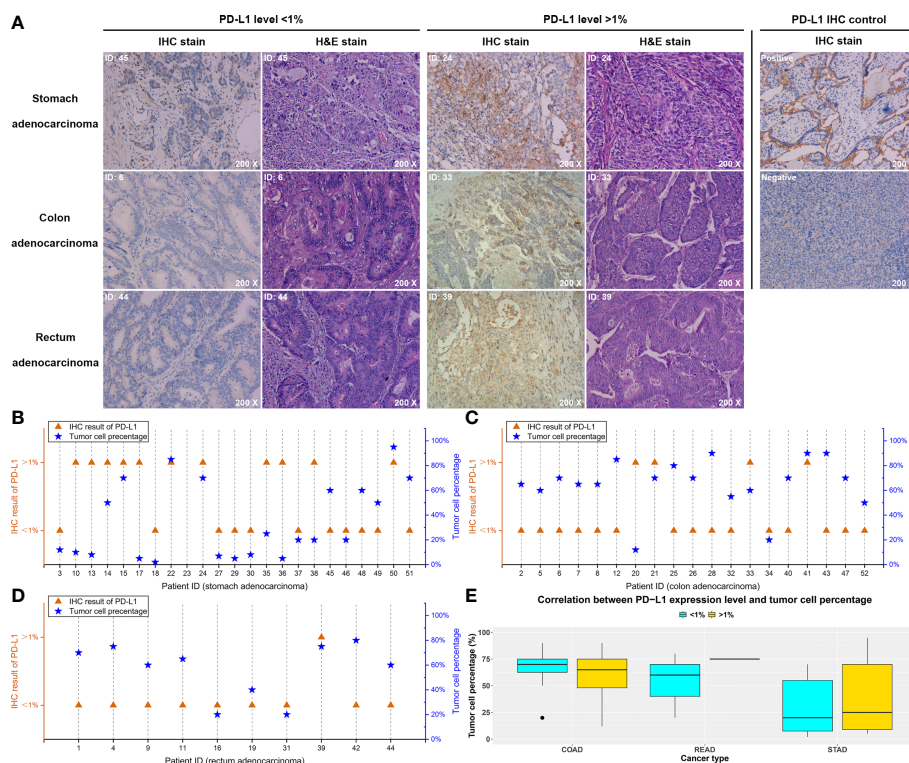 A
PD-L1 level <1%
PD-L1 level >1%
PD-L1 IHC control
IHC stain
H&E stain
IHC stain
H&E stain
IHC stain
Stomach
adenocarcinoma
ID: 45
200 X
ID: 45
200 X
ID: 24
200 X
ID: 24
200 X
Positive
200 X
Colon
adenocarcinoma
ID: 6
200 X
ID: 6
200 X
ID: 33
200 X
ID: 33
200 X
Negative
200
Rectum
adenocarcinoma
ID: 44
200 X
ID: 44
200 X
ID: 39
200 X
ID: 39
200 X
B
IHC result of PD-L1
Tumor cell precentage
IHC result of PD-L1
>1%
<1%
100%
80%
60%
40%
20%
0%
Tumor cell precentage
3 10 13 14 15 17 18 22 23 24 27 29 30 35 36 37 38 45 46 48 49 50 51
Patient ID (stomach adenocarcinoma)
C
IHC result of PD-L1
Tumor cell precentage
IHC result of PD-L1
>1%
<1%
100%
80%
60%
40%
20%
0%
Tumor cell precentage
2 5 6 7 8 12 20 21 25 26 28 32 33 34 40 41 43 47 52
Patient ID (colon adenocarcinoma)
D
IHC result of PD-L1
Tumor cell precentage
IHC result of PD-L1
>1%
<1%
100%
80%
60%
40%
20%
0%
Tumor cell precentage
1 4 9 11 16 19 31 39 42 44
Patient ID (rectum adenocarcinoma)
E
Correlation between PD-L1 expression level and tumor cell percentage
<1% >1%
Tumor cell percentage (%)
100
75
50
25
0
COAD READ STAD
Cancer type